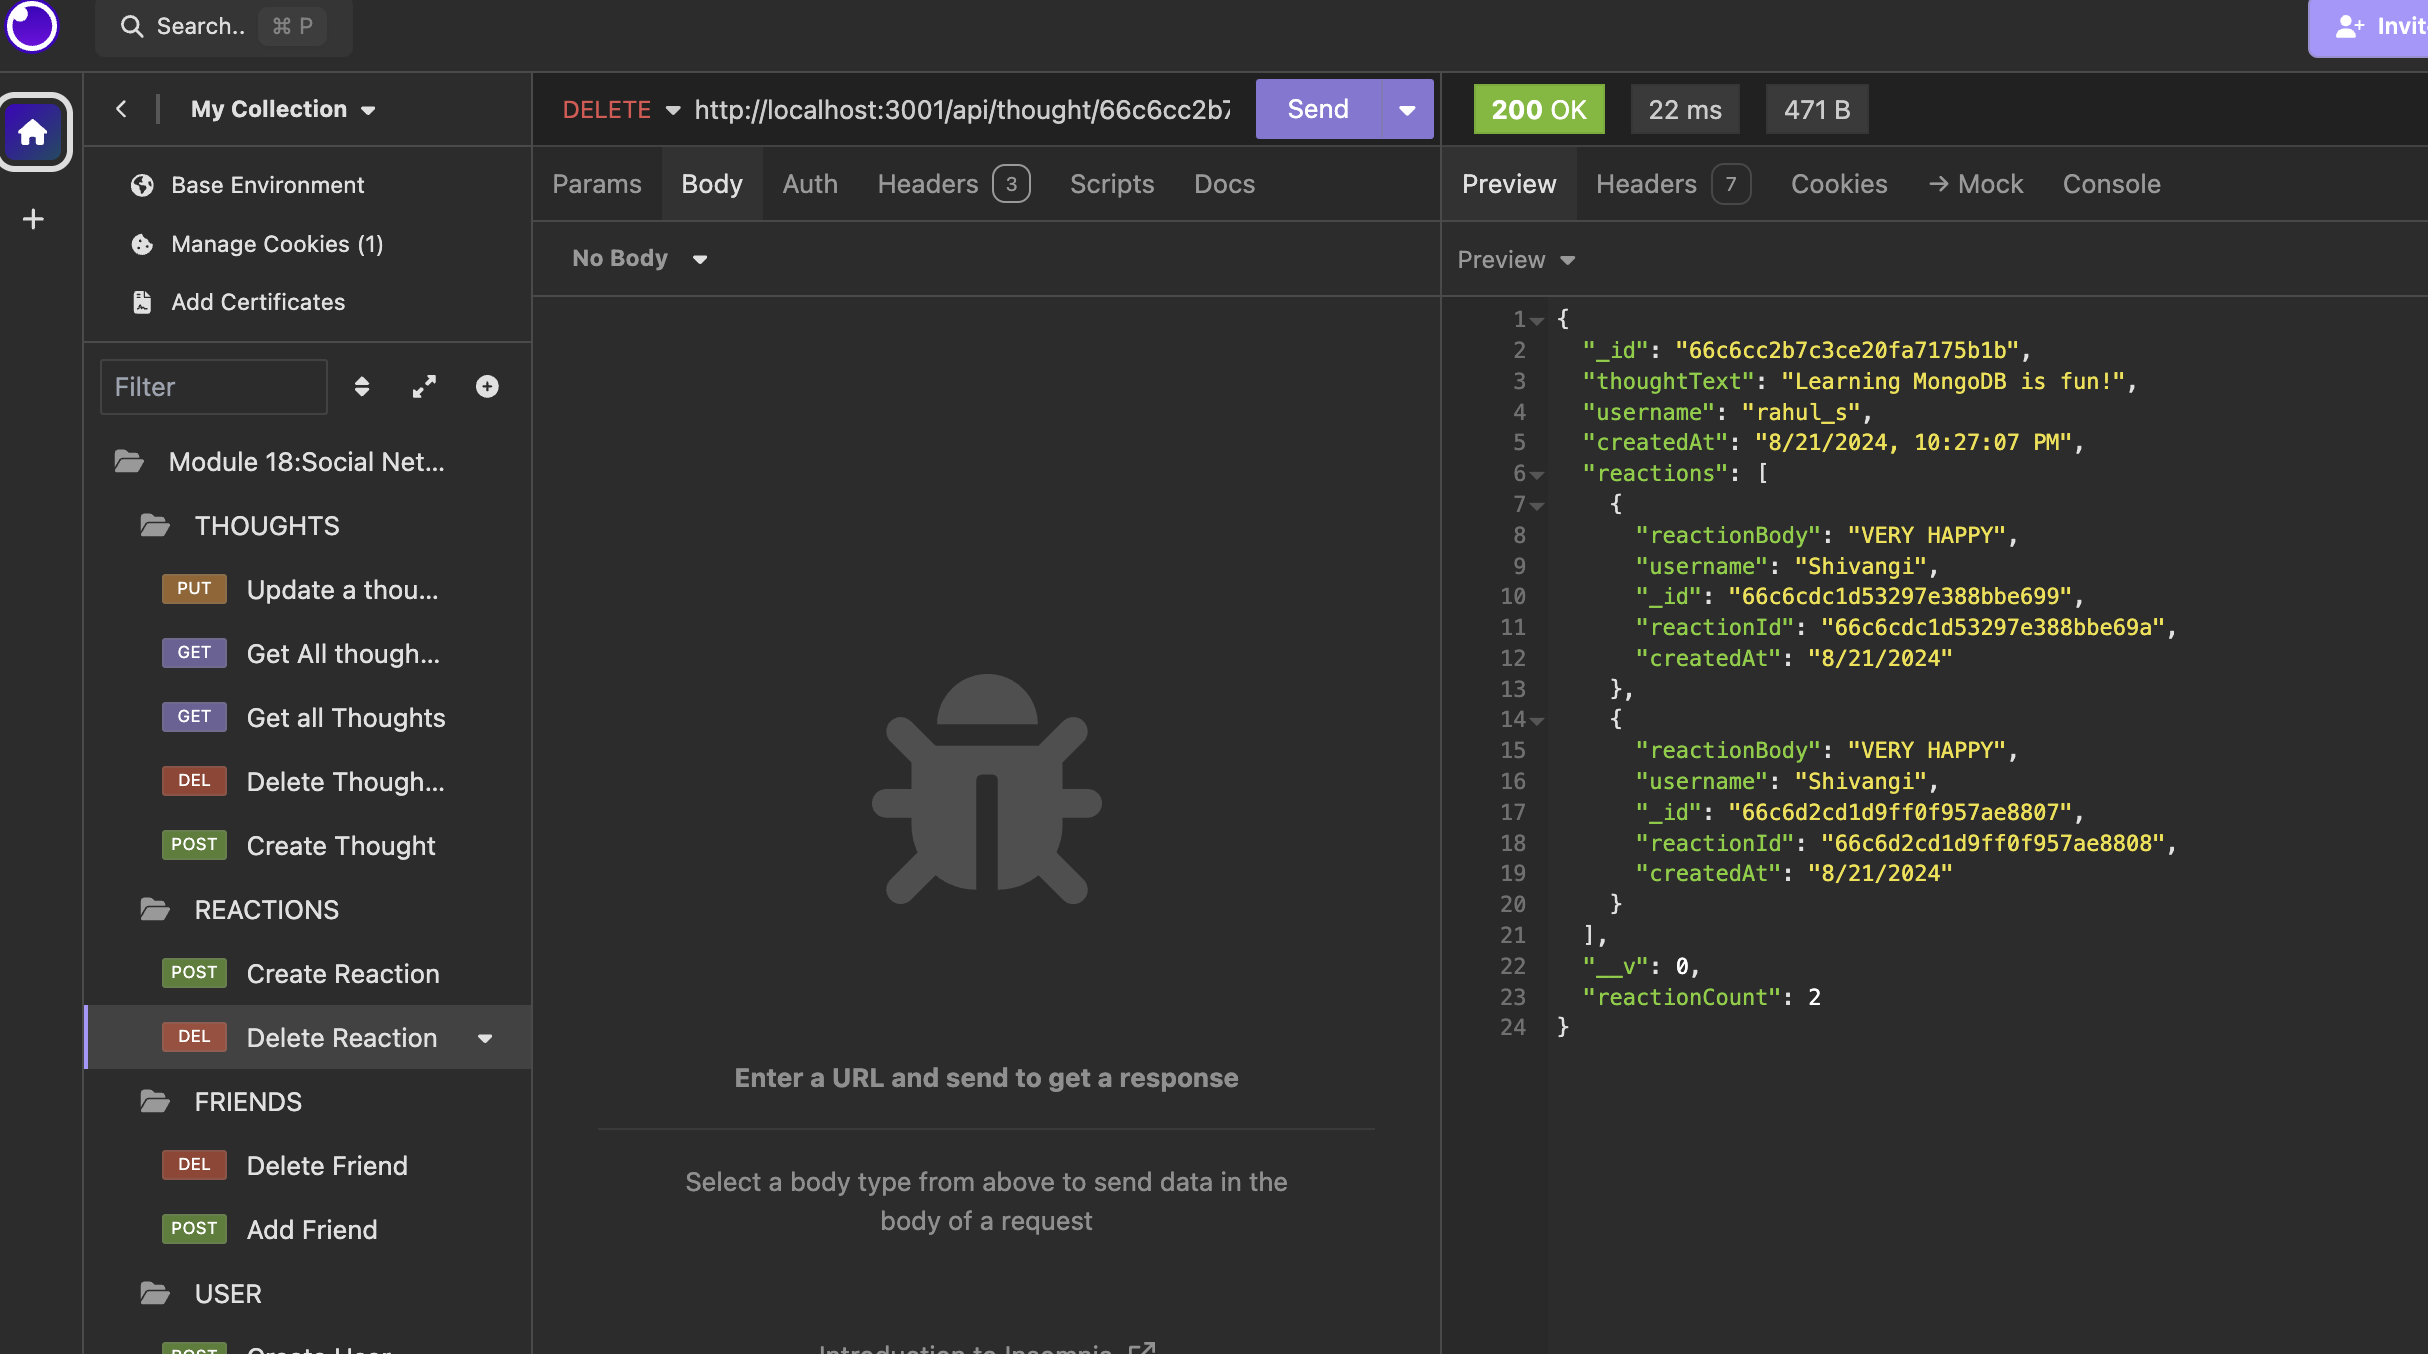 Search.. ⌘ P
Invit
My Collection
Base Environment
Manage Cookies (1)
Add Certificates
Filter
Module 18:Social Net...
THOUGHTS
PUT Update a thou...
GET Get All though...
GET Get all Thoughts
DEL Delete Though...
POST Create Thought
REACTIONS
POST Create Reaction
DEL Delete Reaction
FRIENDS
DEL Delete Friend
POST Add Friend
USER
POST Create User
DELETE http://localhost:3001/api/thought/66c6cc2b7
Send
Params Body Auth Headers 3 Scripts Docs
No Body
Enter a URL and send to get a response
Select a body type from above to send data in the
body of a request
Introduction to Insomnia
200 OK 22 ms 471 B
Preview Headers 7 Cookies → Mock Console
Preview
1 {
2 "_id": "66c6cc2b7c3ce20fa7175b1b",
3 "thoughtText": "Learning MongoDB is fun!",
4 "username": "rahul_s",
5 "createdAt": "8/21/2024, 10:27:07 PM",
6 "reactions": [
7 {
8 "reactionBody": "VERY HAPPY",
9 "username": "Shivangi",
10 "_id": "66c6cdc1d53297e388bbe699",
11 "reactionId": "66c6cdc1d53297e388bbe69a",
12 "createdAt": "8/21/2024"
13 },
14 {
15 "reactionBody": "VERY HAPPY",
16 "username": "Shivangi",
17 "_id": "66c6d2cd1d9ff0f957ae8807",
18 "reactionId": "66c6d2cd1d9ff0f957ae8808",
19 "createdAt": "8/21/2024"
20 }
21 ],
22 "__v": 0,
23 "reactionCount": 2
24 }